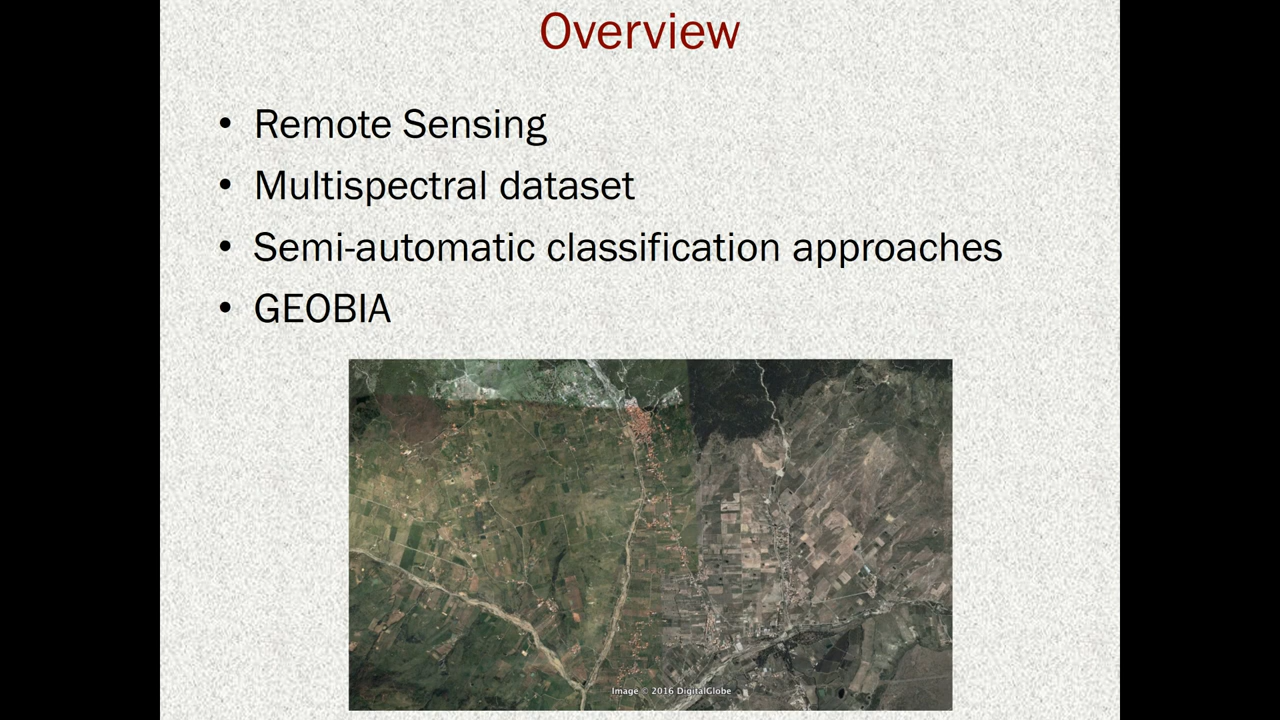 Overview
• Remote Sensing
• Multispectral dataset
• Semi-automatic classification approaches
• GEOBIA
Image © 2016 DigitalGlobe